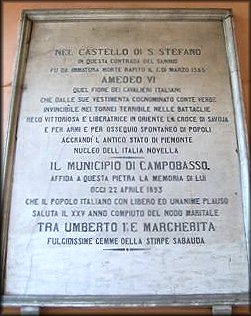 NEL CASTELLO DI S. STEFANO
IN QUESTA CONTRADA DEL SANNIO
FU DA IMMATURA MORTE RAPITO IL 1. DI MARZO 1383
AMEDEO VI
QUEL FIORE DEI CAVALIERI ITALIANI
CHE DALLE SUE VESTIMENTA COGNOMINATO CONTE VERDE
INVINCIBILE NEI TORNEI TERRIBILE NELLE BATTAGLIE
RECÒ VITTORIOSA E LIBERATRICE IN ORIENTE LA CROCE DI SAVOJA
E PER ARMI E PER OSSEQUIO SPONTANEO DI POPOLI
AGGRANDÌ L'ANTICO STATO DI PIEMONTE
NUCLEO DELL'ITALIA NOVELLA
IL MUNICIPIO DI CAMPOBASSO
AFFIDA A QUESTA PIETRA LA MEMORIA DI LUI
OGGI 22 APRILE 1893
CHE IL POPOLO ITALIANO CON LIBERO ED UNANIME PLAUSO
SALUTA IL XXV ANNO COMPIUTO DEL NODO MARITALE
TRA UMBERTO I. E MARGHERITA
FULGIDISSIME GEMME DELLA STIRPE SABAUDA